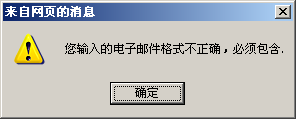 来自网页的消息
您输入的电子邮件格式不正确，必须包含.
确定